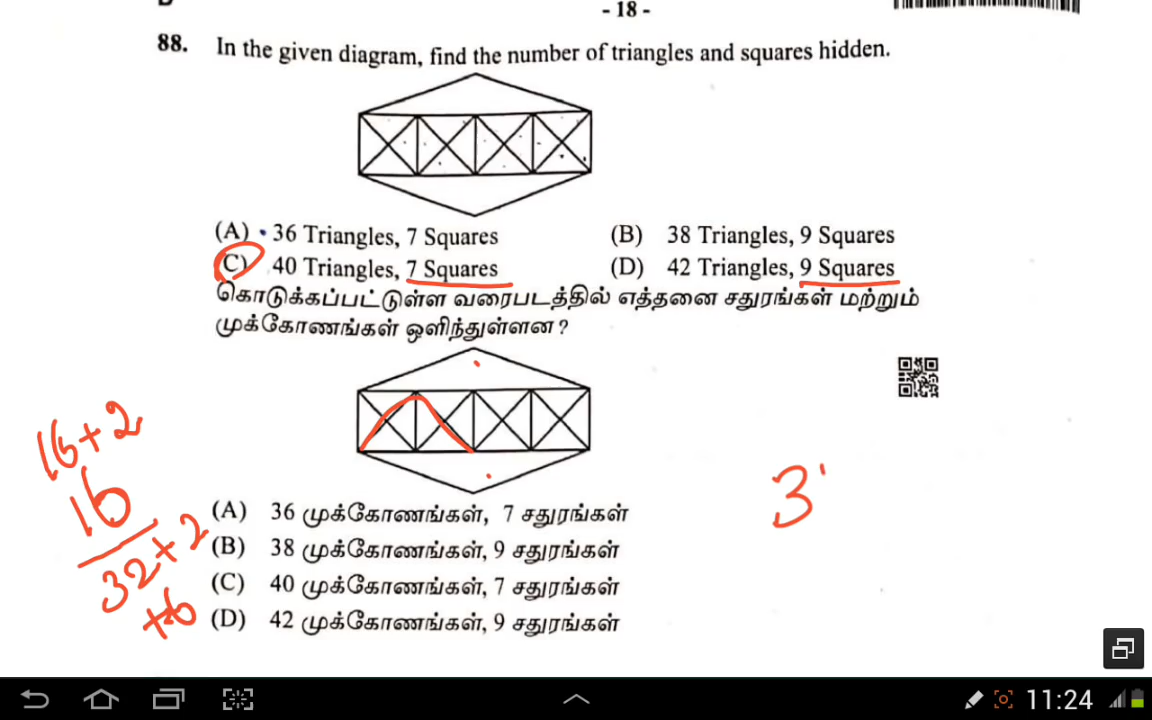 - 18 -
88. In the given diagram, find the number of triangles and squares hidden.
(A) 36 Triangles, 7 Squares (B) 38 Triangles, 9 Squares
(C) 40 Triangles, 7 Squares (D) 42 Triangles, 9 Squares
கொடுக்கப்பட்டுள்ள வரைபடத்தில் எத்தனை சதுரங்கள் மற்றும்
முக்கோணங்கள் ஒளிந்துள்ளன?
16+2
16
32+2
+6
3
(A) 36 முக்கோணங்கள், 7 சதுரங்கள்
(B) 38 முக்கோணங்கள், 9 சதுரங்கள்
(C) 40 முக்கோணங்கள், 7 சதுரங்கள்
(D) 42 முக்கோணங்கள், 9 சதுரங்கள்
11:24